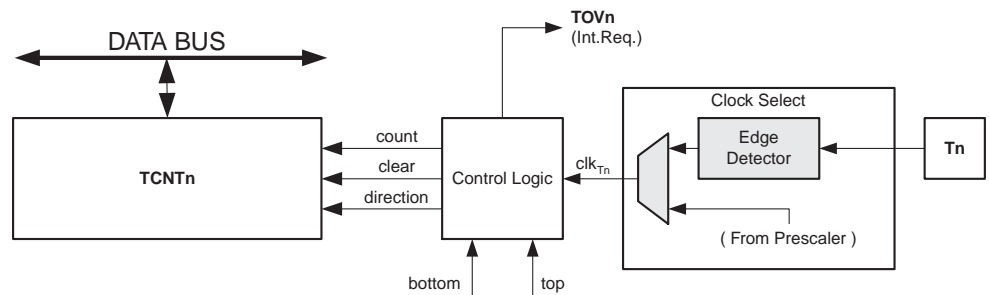 TOVn
(Int.Req.)
DATA BUS
Clock Select
TCNTn
count
clear
direction
Control Logic
clkTn
Edge
Detector
Tn
( From Prescaler )
bottom
top